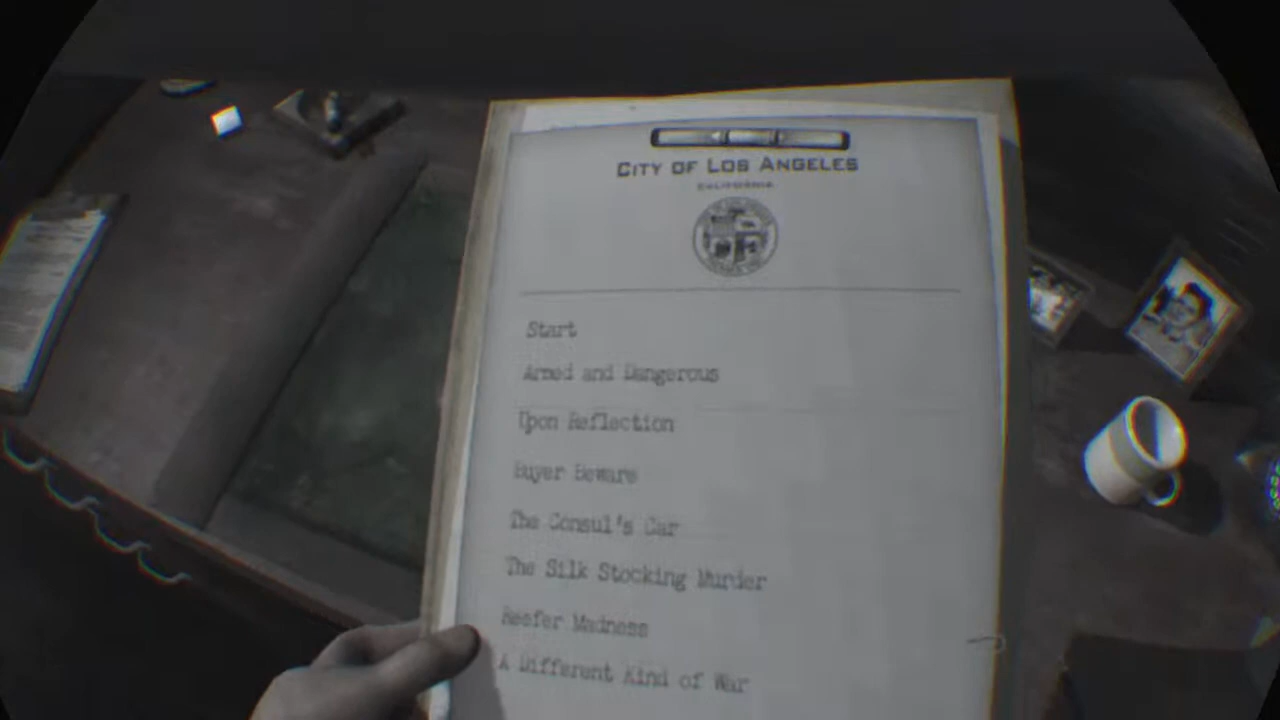 CITY OF LOS ANGELES
CALIFORNIA
Start
Armed and Dangerous
Upon Reflection
Buyer Beware
The Consul's Car
The Silk Stocking Murder
Reefer Madness
A Different Kind of War